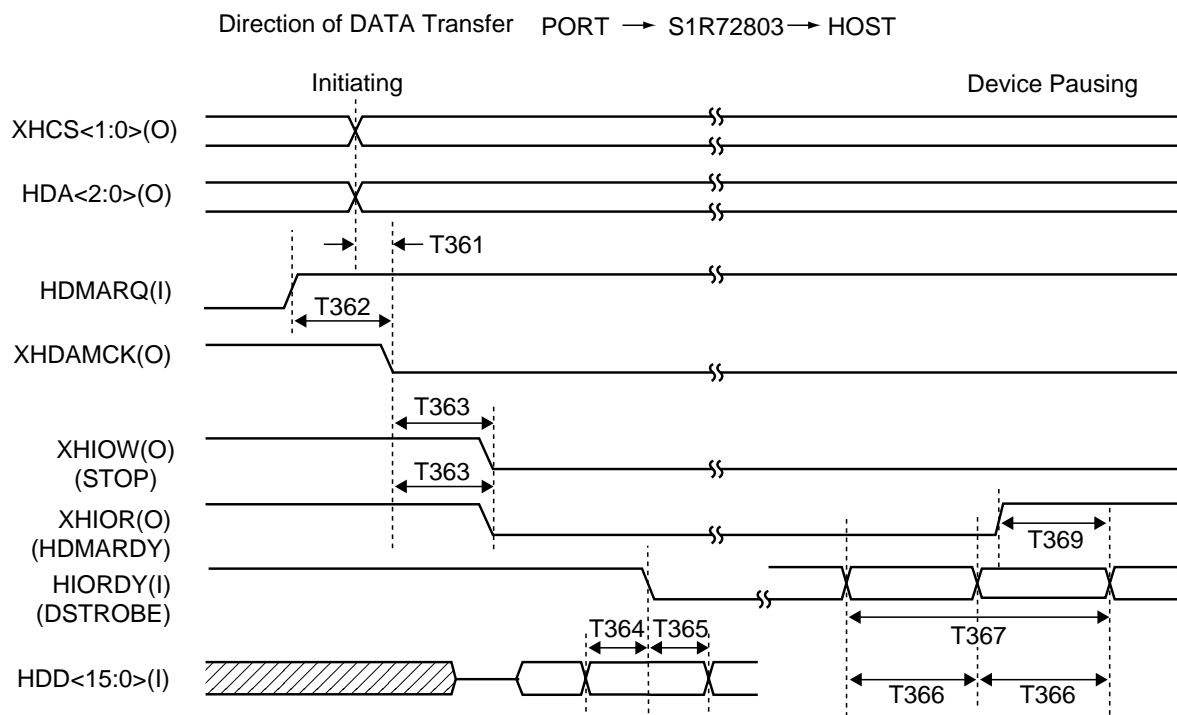 Direction of DATA Transfer PORT → S1R72803 → HOST
Initiating
Device Pausing
XHCS<1:0>(O)
HDA<2:0>(O)
T361
HDMARQ(I)
T362
XHDAMCK(O)
T363
XHIOW(O)
(STOP)
T363
XHIOR(O)
(HDMARDY)
T369
HIORDY(I)
(DSTROBE)
T364
T365
T367
HDD<15:0>(I)
T366
T366